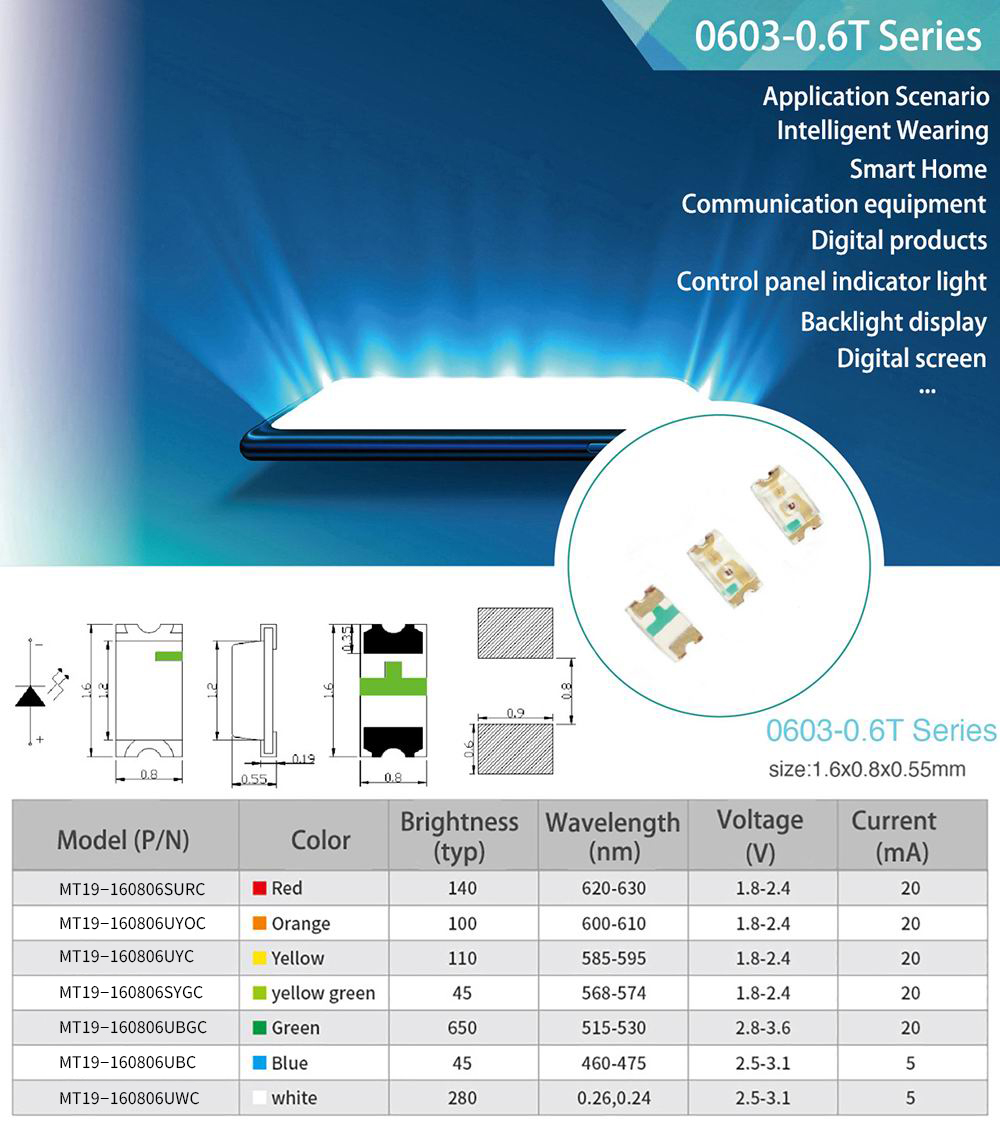 0603-0.6T Series
Application Scenario
Intelligent Wearing
Smart Home
Communication equipment
Digital products
Control panel indicator light
Backlight display
Digital screen
...
-
+
1.6
1.2
0.8
1.2
0.19
0.55
1.6
0.35
0.8
0.9
0.8
0.6
0603-0.6T Series
size:1.6x0.8x0.55mm
Model (P/N) Color Brightness (typ) Wavelength (nm) Voltage (V) Current (mA)
MT19-160806SURC Red 140 620-630 1.8-2.4 20
MT19-160806UYOC Orange 100 600-610 1.8-2.4 20
MT19-160806UYC Yellow 110 585-595 1.8-2.4 20
MT19-160806SYGC yellow green 45 568-574 1.8-2.4 20
MT19-160806UBGC Green 650 515-530 2.8-3.6 20
MT19-160806UBC Blue 45 460-475 2.5-3.1 5
MT19-160806UWC white 280 0.26,0.24 2.5-3.1 5